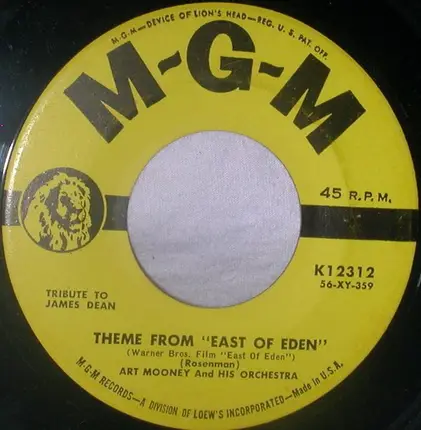 M-G-M—DEVICE OF LION'S HEAD—REG. U. S. PAT. OFF.
M-G-M
45 R.P.M.
K12312
56-XY-359
TRIBUTE TO
JAMES DEAN
THEME FROM "EAST OF EDEN"
(Warner Bros. Film "East Of Eden")
(Rosenman)
ART MOONEY And HIS ORCHESTRA
M-G-M RECORDS—A DIVISION OF LOEW'S INCORPORATED—Made in U.S.A.